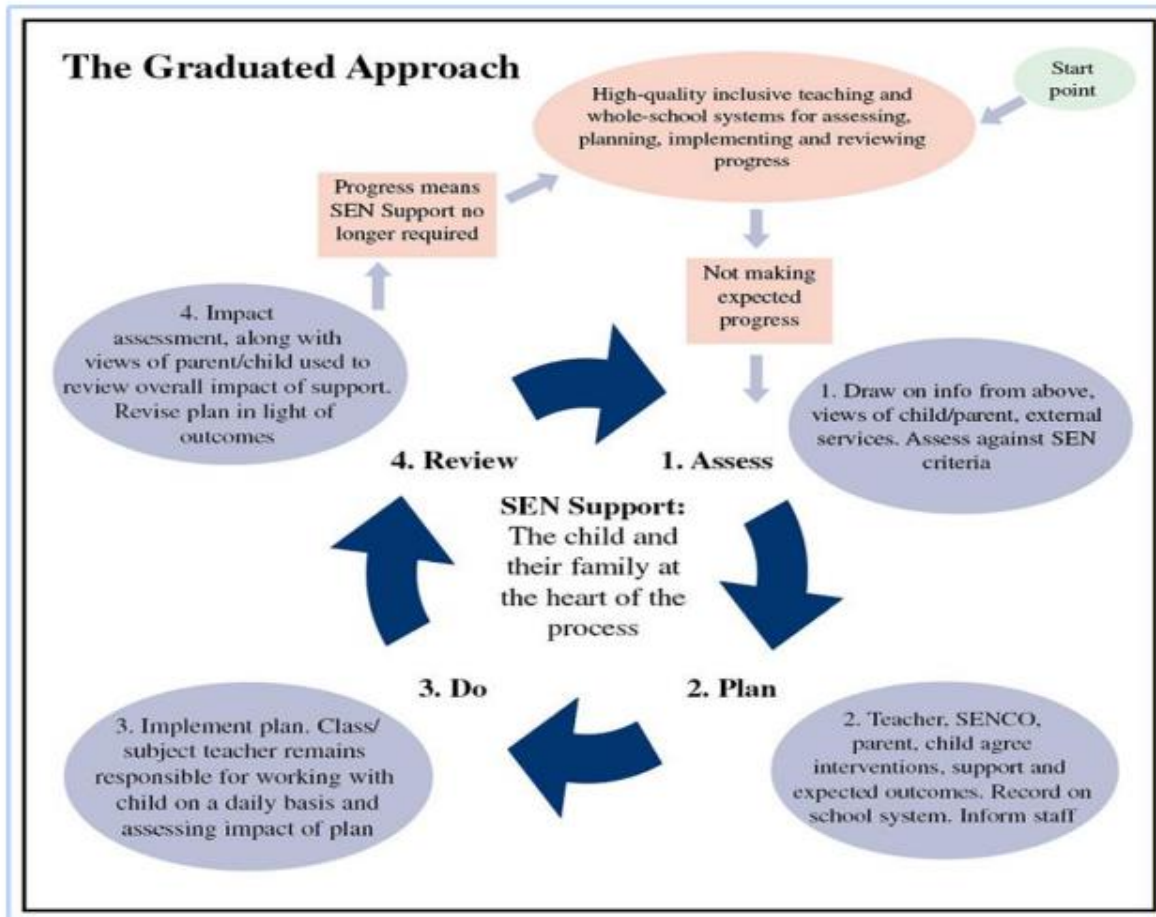 The Graduated Approach
Start
point
High-quality inclusive teaching and
whole-school systems for assessing,
planning, implementing and reviewing
progress
Progress means
SEN Support no
longer required
Not making
expected
progress
4. Impact
assessment, along with
views of parent/child used to
review overall impact of support.
Revise plan in light of
outcomes
1. Draw on info from above,
views of child/parent, external
services. Assess against SEN
criteria
4. Review
1. Assess
SEN Support:
The child and
their family at
the heart of the
process
3. Do
2. Plan
3. Implement plan. Class/
subject teacher remains
responsible for working with
child on a daily basis and
assessing impact of plan
2. Teacher, SENCO,
parent, child agree
interventions, support and
expected outcomes. Record on
school system. Inform staff